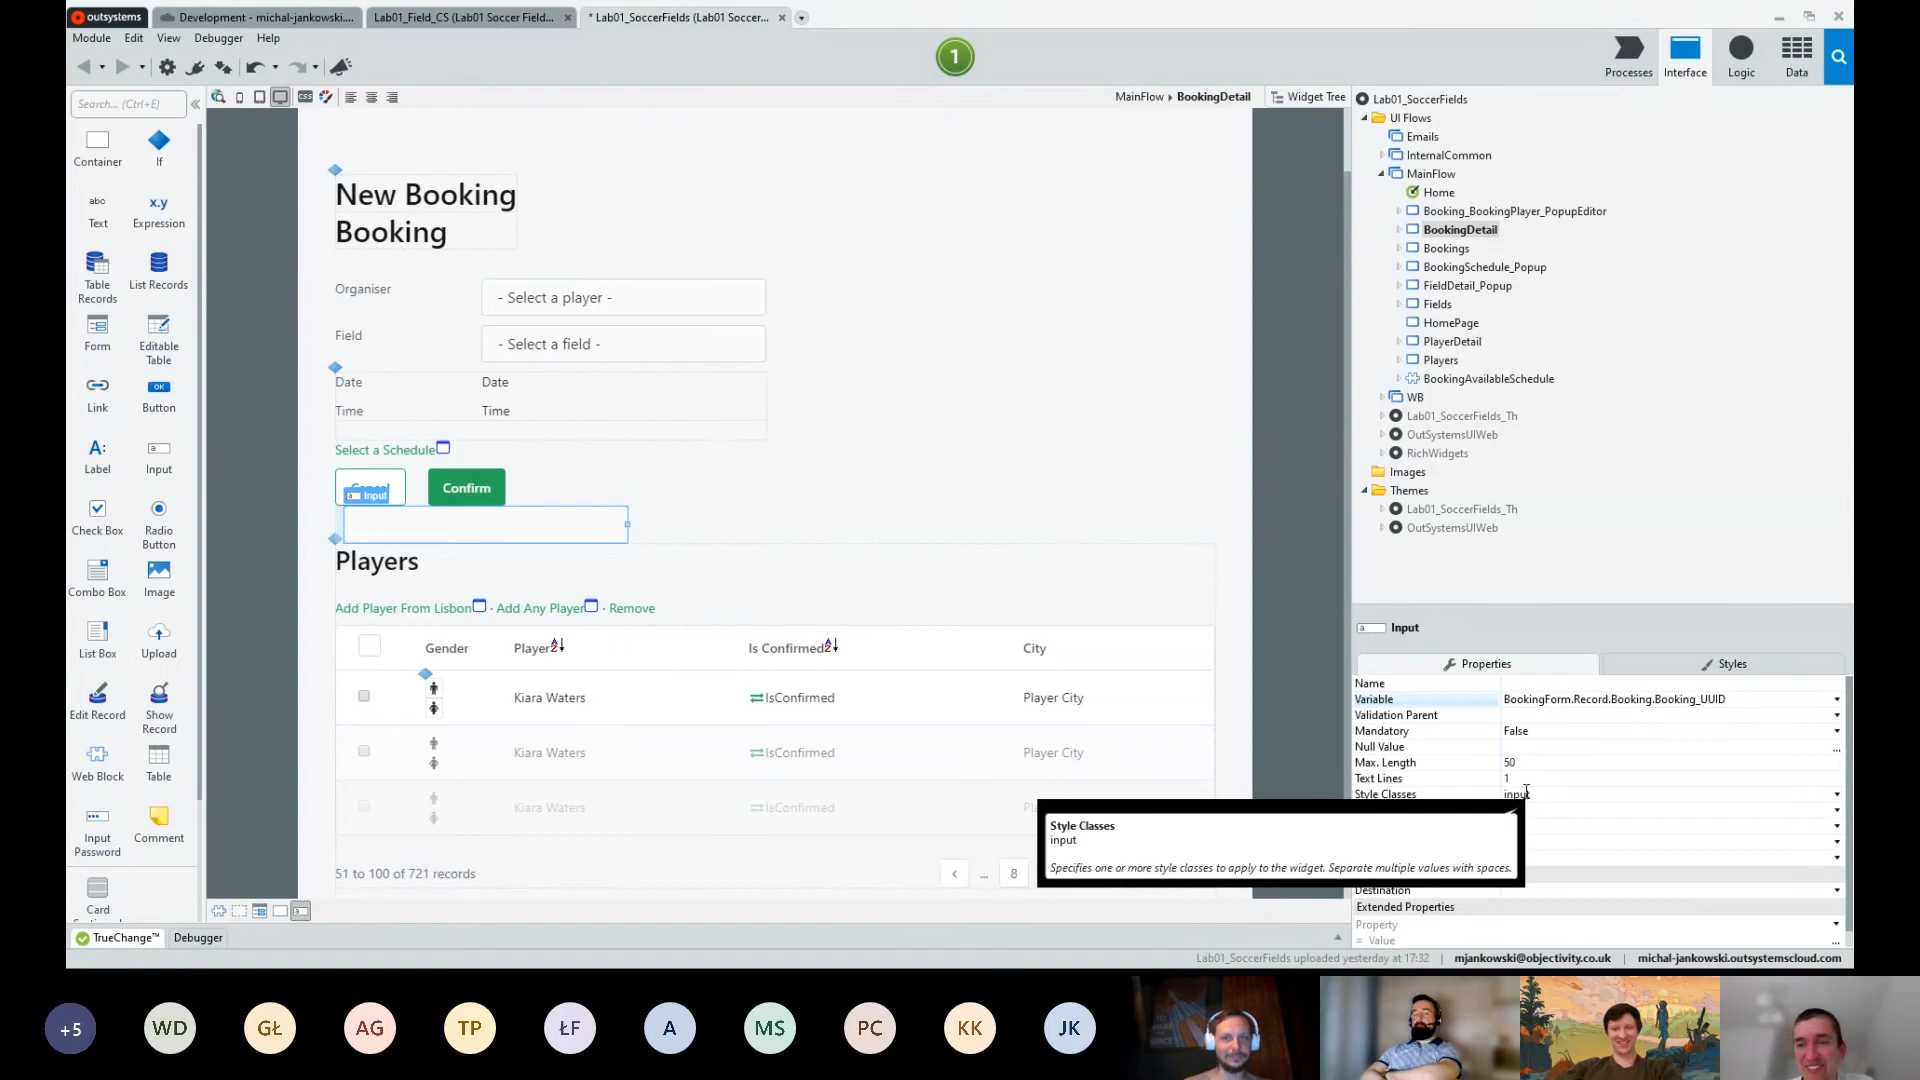 outsystems
Development - michal-jankowski....
Lab01_Field_CS (Lab01 Soccer Field...
* Lab01_SoccerFields (Lab01 Soccer...
Module Edit View Debugger Help
1
Processes Interface Logic Data
Search... (Ctrl+E)
CSS
MainFlow BookingDetail
Widget Tree
Container If
abc x.y
Text Expression
Table Records
List Records
Form
Editable Table
OK
Link Button
A:
Label Input
Check Box
Radio Button
Combo Box
Image
List Box Upload
Edit Record
Show Record
Web Block
Table
Input Password
Comment
Card
New Booking
Booking
Organiser - Select a player -
Field - Select a field -
Date Date
Time Time
Select a Schedule
Confirm
Input
Players
Add Player From Lisbon · Add Any Player · Remove
Gender Player Is Confirmed City
Kiara Waters IsConfirmed Player City
Kiara Waters IsConfirmed Player City
Kiara Waters IsConfirmed
51 to 100 of 721 records
‹ ... 8
Lab01_SoccerFields
UI Flows
Emails
InternalCommon
MainFlow
Home
Booking_BookingPlayer_PopupEditor
BookingDetail
Bookings
BookingSchedule_Popup
FieldDetail_Popup
Fields
HomePage
PlayerDetail
Players
BookingAvailableSchedule
WB
Lab01_SoccerFields_Th
OutSystemsUIWeb
RichWidgets
Images
Themes
Lab01_SoccerFields_Th
OutSystemsUIWeb
Input
Properties Styles
Name
Variable BookingForm.Record.Booking.Booking_UUID
Validation Parent
Mandatory False
Null Value ...
Max. Length 50
Text Lines 1
Style Classes input
Style Classes
input
Specifies one or more style classes to apply to the widget. Separate multiple values with spaces.
Destination
Extended Properties
Property
= Value ...
TrueChange™ Debugger
Lab01_SoccerFields uploaded yesterday at 17:32 | mjankowski@objectivity.co.uk | michal-jankowski.outsystemscloud.com
+5 WD GŁ AG TP ŁF A MS PC KK JK